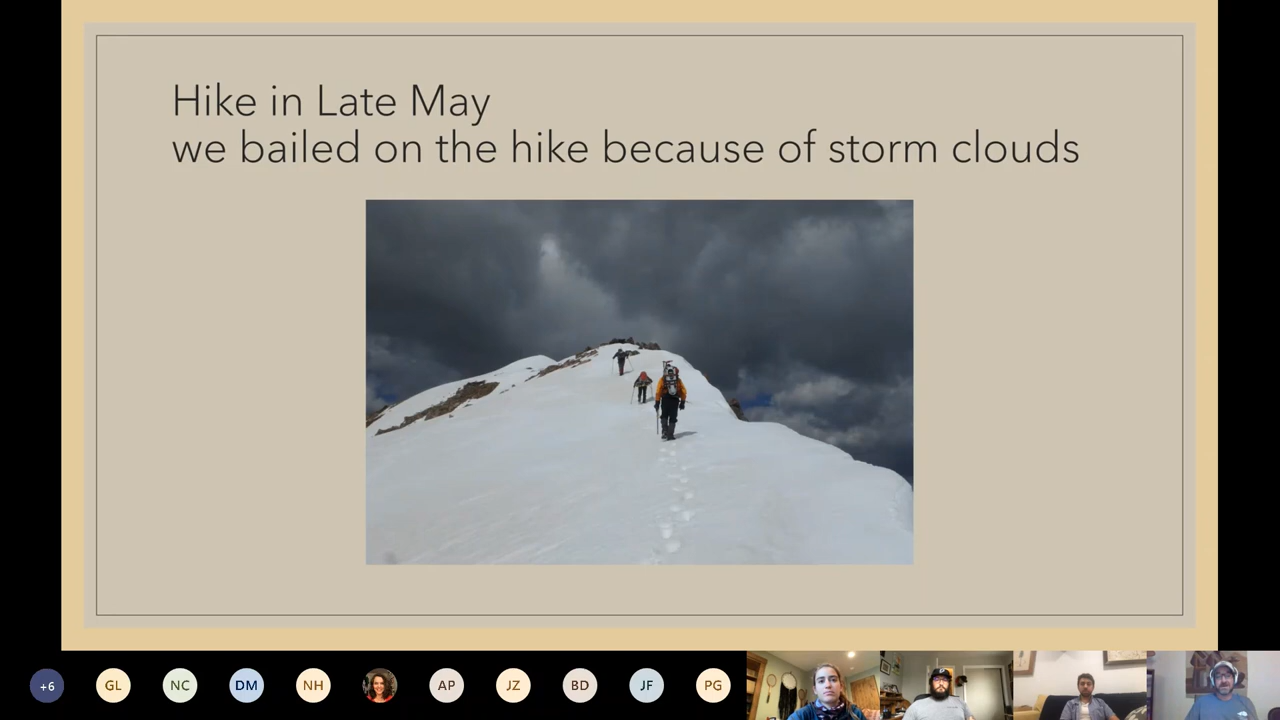 Hike in Late May
we bailed on the hike because of storm clouds
+6
GL
NC
DM
NH
AP
JZ
BD
JF
PG